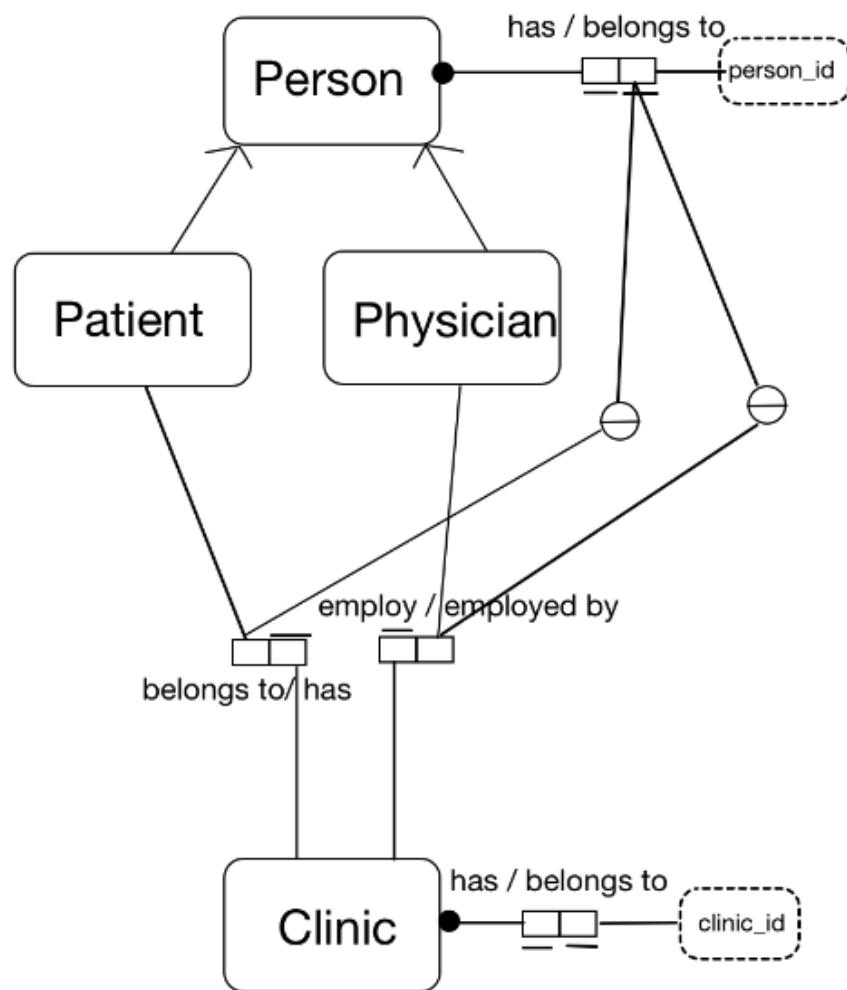 has / belongs to
Person
person_id
Patient
Physician
employ / employed by
belongs to/ has
has / belongs to
Clinic
clinic_id